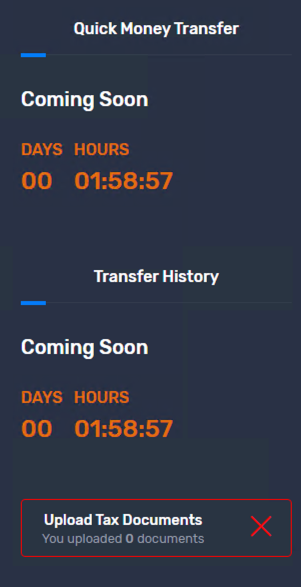 Quick Money Transfer
Coming Soon
DAYS HOURS
00 01:58:57
Transfer History
Coming Soon
DAYS HOURS
00 01:58:57
Upload Tax Documents
You uploaded 0 documents